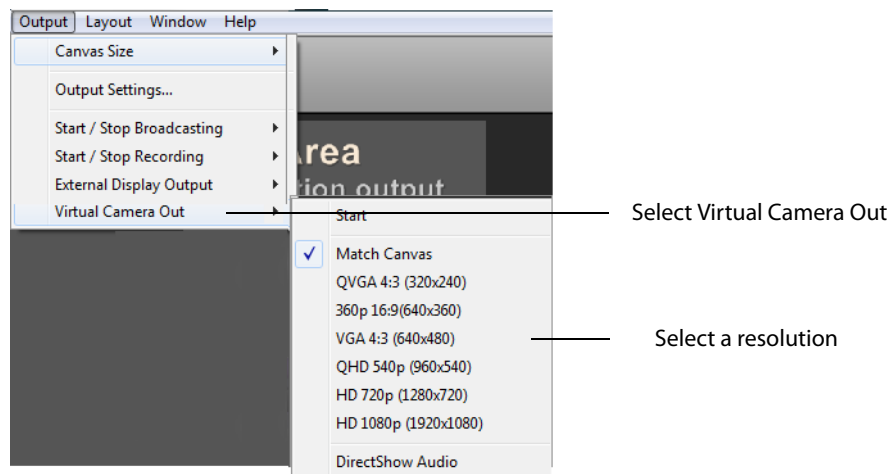 Output Layout Window Help
Canvas Size
Output Settings...
Start / Stop Broadcasting
Start / Stop Recording
External Display Output
Virtual Camera Out
rea
tion output
Start
Match Canvas
QVGA 4:3 (320x240)
360p 16:9(640x360)
VGA 4:3 (640x480)
QHD 540p (960x540)
HD 720p (1280x720)
HD 1080p (1920x1080)
DirectShow Audio
Select Virtual Camera Out
Select a resolution